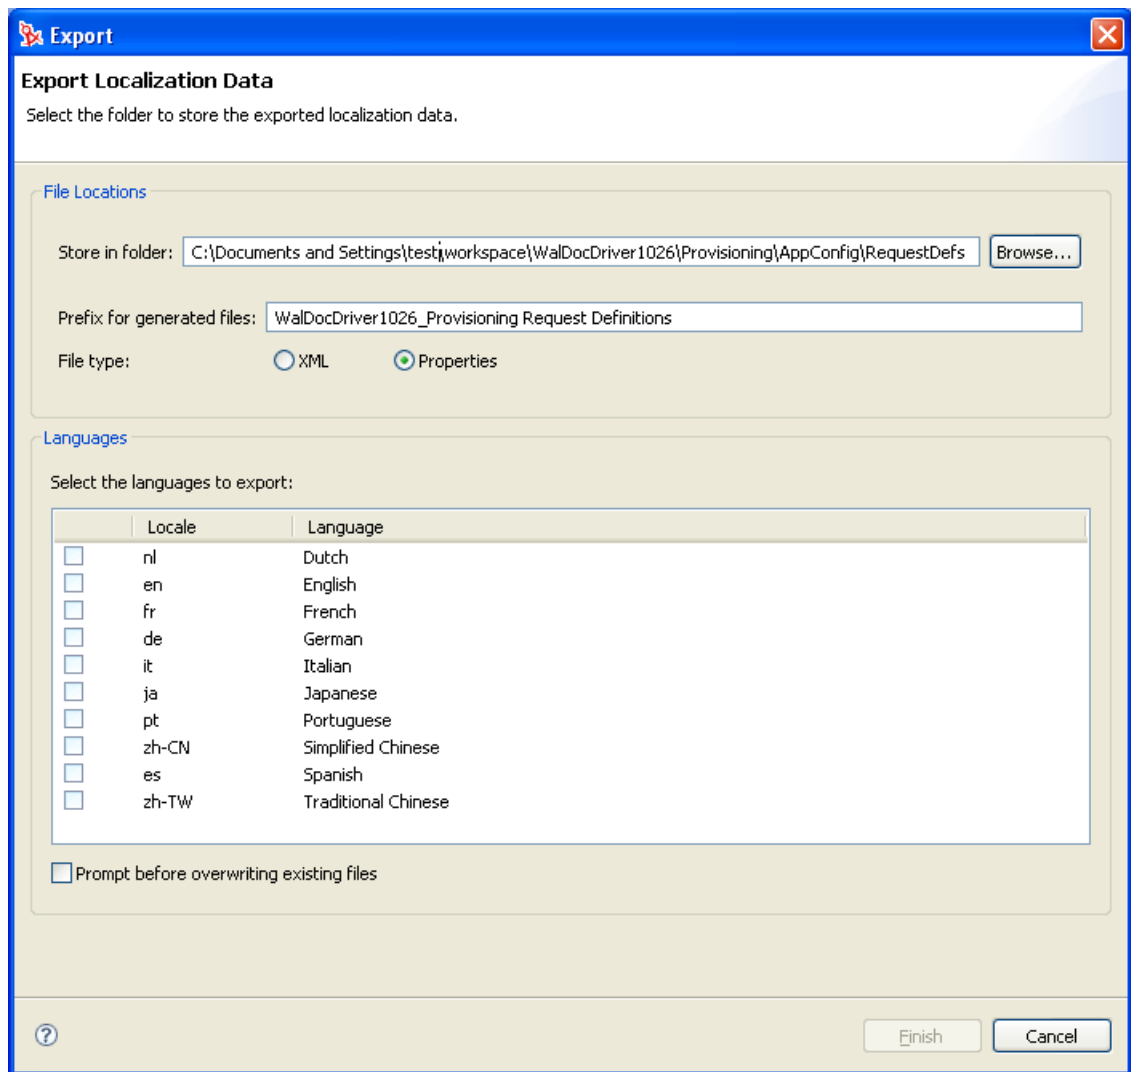 Export
Export Localization Data
Select the folder to store the exported localization data.
File Locations
Store in folder: C:\Documents and Settings\test\workspace\WalDocDriver1026\Provisioning\AppConfig\RequestDefs Browse...
Prefix for generated files: WalDocDriver1026_Provisioning Request Definitions
File type: XML Properties
Languages
Select the languages to export:
Locale Language
nl Dutch
en English
fr French
de German
it Italian
ja Japanese
pt Portuguese
zh-CN Simplified Chinese
es Spanish
zh-TW Traditional Chinese
Prompt before overwriting existing files
? Finish Cancel